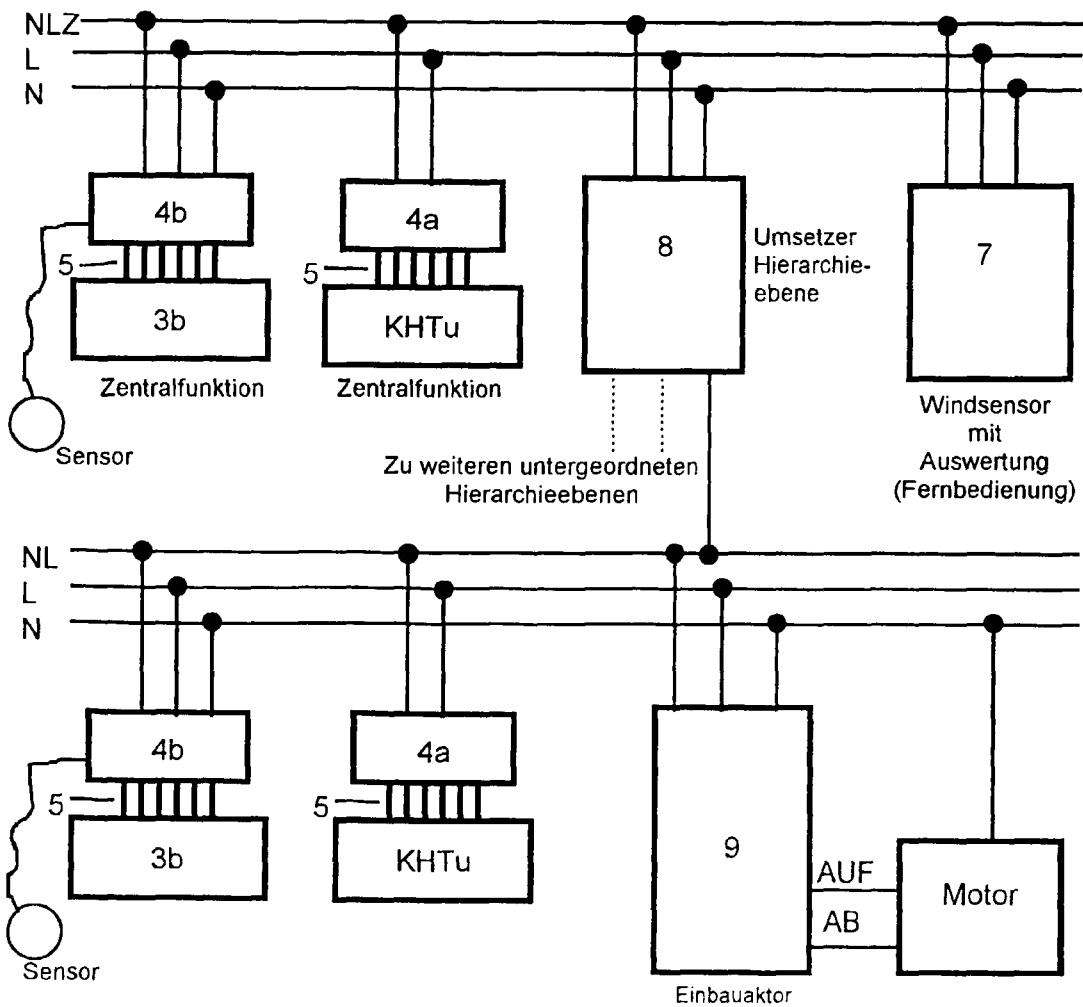 NLZ
L
N
4b
5
3b
Zentralfunktion
Sensor
4a
5
KHTu
Zentralfunktion
8
Umsetzer
Hierarchie-
ebene
7
Windsensor
mit
Auswertung
(Fernbedienung)
Zu weiteren untergeordneten
Hierarchieebenen
NL
L
N
4b
5
3b
Sensor
4a
5
KHTu
9
AUF
AB
Motor
Einbauaktor